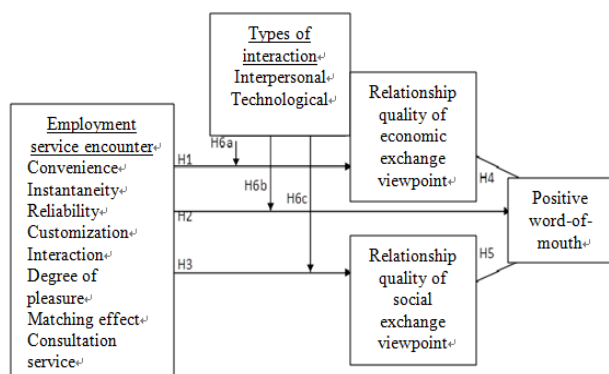 Types of
interaction
Interpersonal
Technological
Employment
service encounter
Convenience
Instantaneity
Reliability
Customization
Interaction
Degree of
pleasure
Matching effect
Consultation
service
H1
H2
H3
H6a
H6b
H6c
Relationship
quality of
economic
exchange
viewpoint
Relationship
quality of
social
exchange
viewpoint
H4
H5
Positive
word-of-
mouth